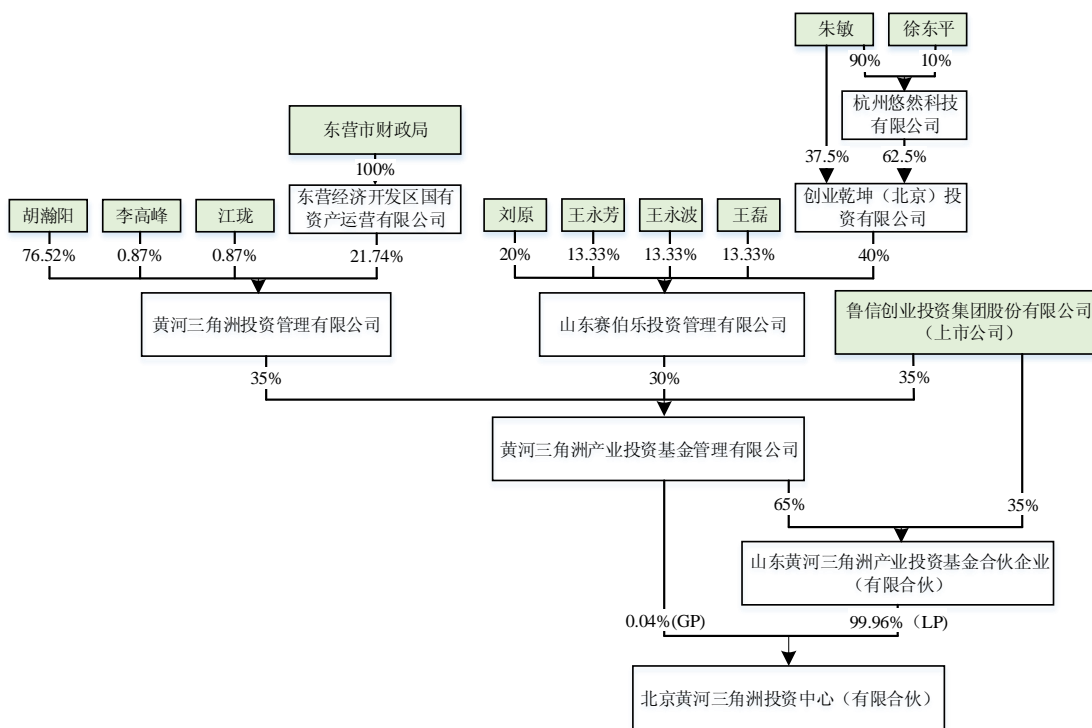 朱敏
徐东平
90%
10%
杭州悠然科技
有限公司
东营市财政局
100%
37.5%
62.5%
胡瀚阳
李高峰
江珑
东营经济开发区国有
资产运营有限公司
刘原
王永芳
王永波
王磊
创业乾坤（北京）投
资有限公司
76.52%
0.87%
0.87%
21.74%
20%
13.33%
13.33%
13.33%
40%
黄河三角洲投资管理有限公司
山东赛伯乐投资管理有限公司
鲁信创业投资集团股份有限公司
（上市公司）
35%
30%
35%
黄河三角洲产业投资基金管理有限公司
65%
35%
山东黄河三角洲产业投资基金合伙企业
（有限合伙）
0.04%(GP)
99.96%（LP)
北京黄河三角洲投资中心（有限合伙）